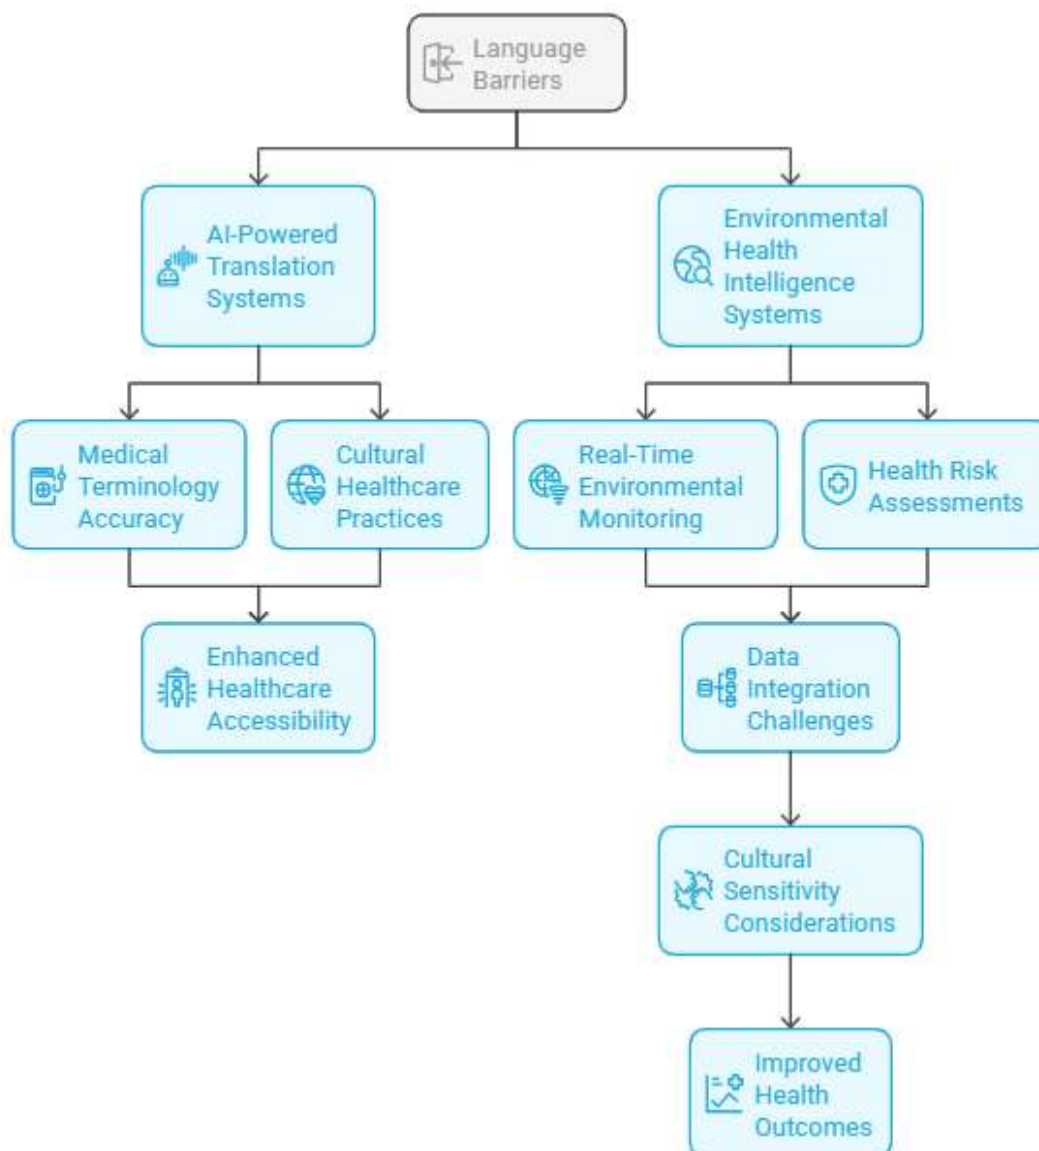 Language
Barriers
AI-Powered
Translation
Systems
Environmental
Health
Intelligence
Systems
Medical
Terminology
Accuracy
Cultural
Healthcare
Practices
Real-Time
Environmental
Monitoring
Health Risk
Assessments
Enhanced
Healthcare
Accessibility
Data
Integration
Challenges
Cultural
Sensitivity
Considerations
Improved
Health
Outcomes